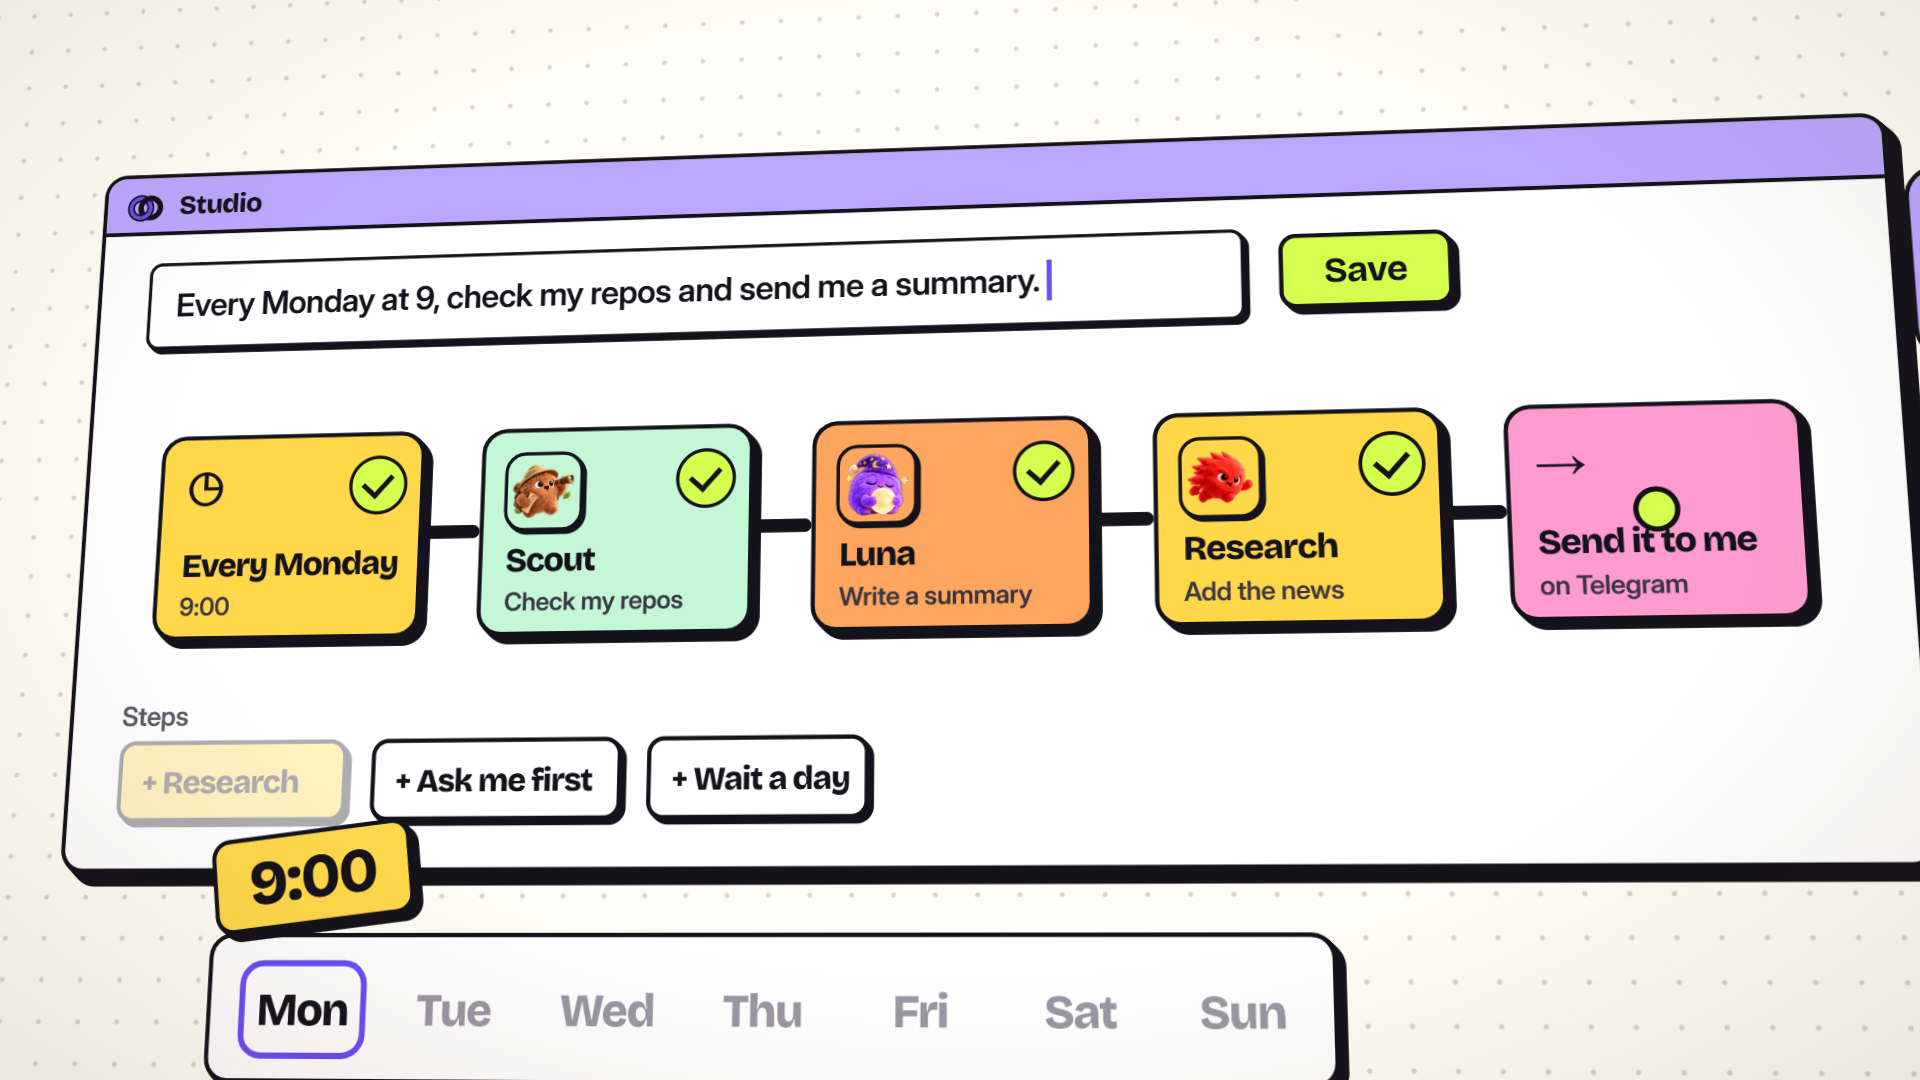 Studio
Every Monday at 9, check my repos and send me a summary.
Save
Every Monday
9:00
Scout
Check my repos
Luna
Write a summary
Research
Add the news
Send it to me
on Telegram
Steps
+ Research
+ Ask me first
+ Wait a day
9:00
Mon Tue Wed Thu Fri Sat Sun